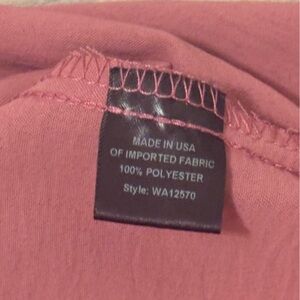 MADE IN USA
OF IMPORTED FABRIC
100% POLYESTER
Style: WA12570